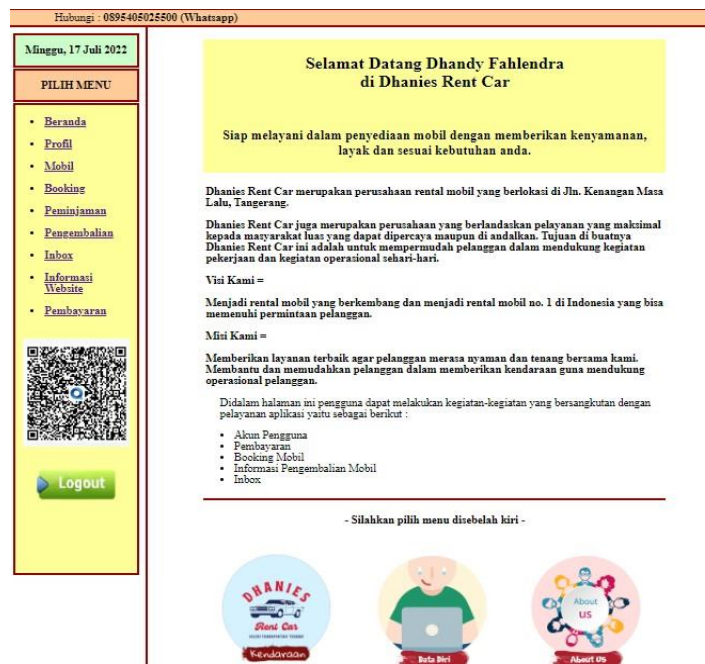 Hubungi : 0895405025500 (Whatsapp)
Minggu, 17 Juli 2022
PILIH MENU
Beranda
Profil
Mobil
Booking
Peminjaman
Pengembalian
Inbox
Informasi
Website
Pembayaran
Logout
Selamat Datang Dhandy Fahlendra
di Dhanies Rent Car
Siap melayani dalam penyediaan mobil dengan memberikan kenyamanan,
layak dan sesuai kebutuhan anda.
Dhanies Rent Car merupakan perusahaan rental mobil yang berlokasi di Jln. Kenangan Masa
Lalu, Tangerang.
Dhanies Rent Car juga merupakan perusahaan yang berlandaskan pelayanan yang maksimal
kepada masyarakat luas yang dapat dipercaya maupun di andalkan. Tujuan di buatnya
Dhanies Rent Car ini adalah untuk mempermudah pelanggan dalam mendukung kegiatan
pekerjaan dan kegiatan operasional sehari-hari.
Visi Kami =
Menjadi rental mobil yang berkembang dan menjadi rental mobil no. 1 di Indonesia yang bisa
memenuhi permintaan pelanggan.
Misi Kami =
Memberikan layanan terbaik agar pelanggan merasa nyaman dan tenang bersama kami.
Membantu dan memudahkan pelanggan dalam memberikan kendaraan guna mendukung
operasional pelanggan.
Didalam halaman ini pengguna dapat melakukan kegiatan-kegiatan yang bersangkutan dengan
pelayanan aplikasi yaitu sebagai berikut :
Akun Pengguna
Pembayaran
Booking Mobil
Informasi Pengembalian Mobil
Inbox
- Silahkan pilih menu disebelah kiri -
DHANIES
Rent Car
Kendaraan
Data Diri
About
US
About US